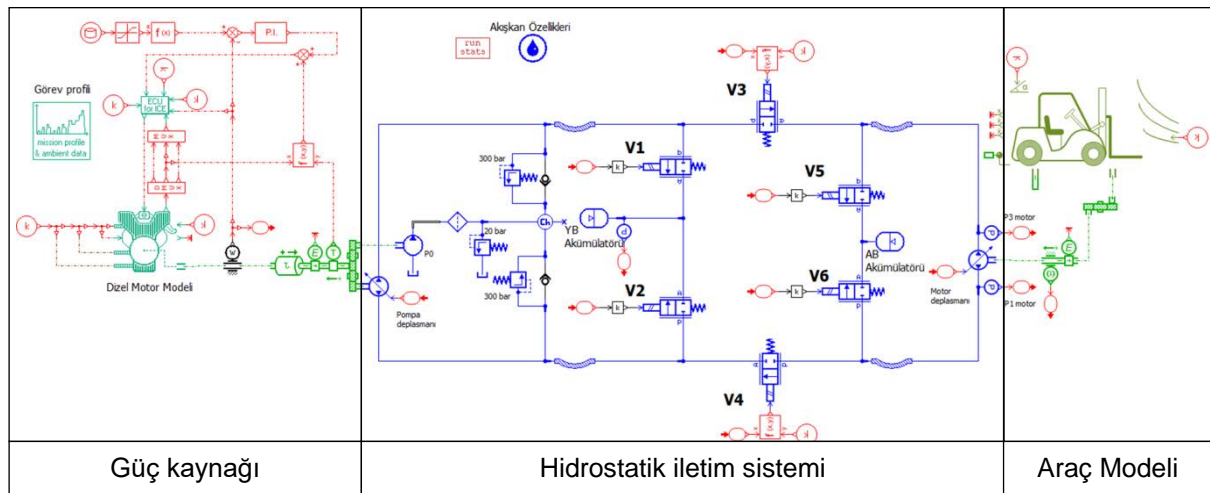 Akışkan Özellikleri
run
stats
f(x)
P.I.
Görev profili
mission profile
& ambient data
ECU
for ICE
k
k
k
k
k
f(x,y)
D M U X
D M U X
w
E
T
Dizel Motor Modeli
Pompa
deplasmanı
P0
300 bar
20 bar
300 bar
Ch
YB
Akümülatörü
p
V1
k
V2
k
V3
f(x,y)
k
V4
f(x,y)
k
V5
k
V6
k
AB
Akümülatörü
Motor
deplasmanı
P3 motor
P1 motor
p
p
E
k
α
k
Güç kaynağı
Hidrostatik iletim sistemi
Araç Modeli